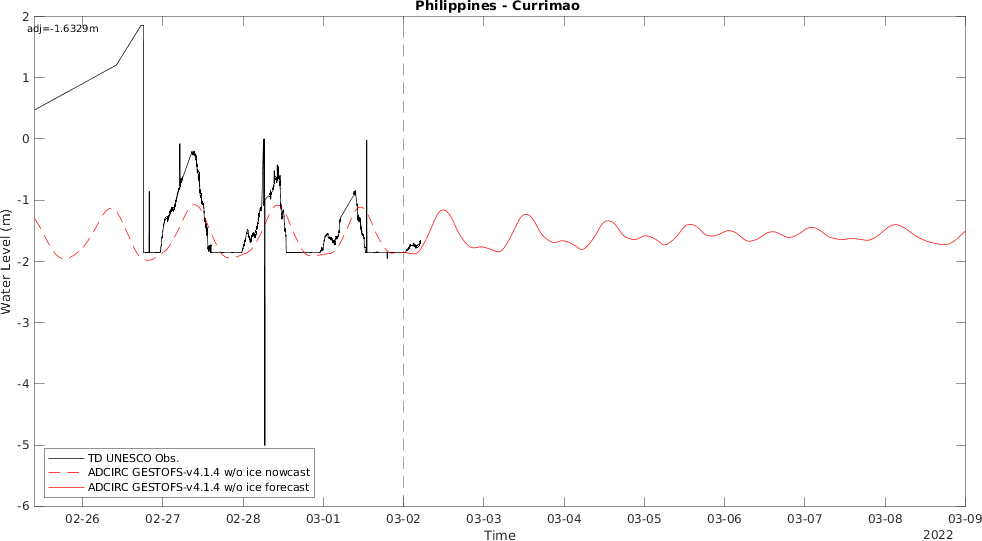 Philippines - Currimao
adj=-1.6329m
2
1
0
-1
-2
-3
-4
-5
-6
Water Level (m)
TD UNESCO Obs.
ADCIRC GESTOFS-v4.1.4 w/o ice nowcast
ADCIRC GESTOFS-v4.1.4 w/o ice forecast
02-26 02-27 02-28 03-01 03-02 03-03 03-04 03-05 03-06 03-07 03-08 03-09
Time
2022